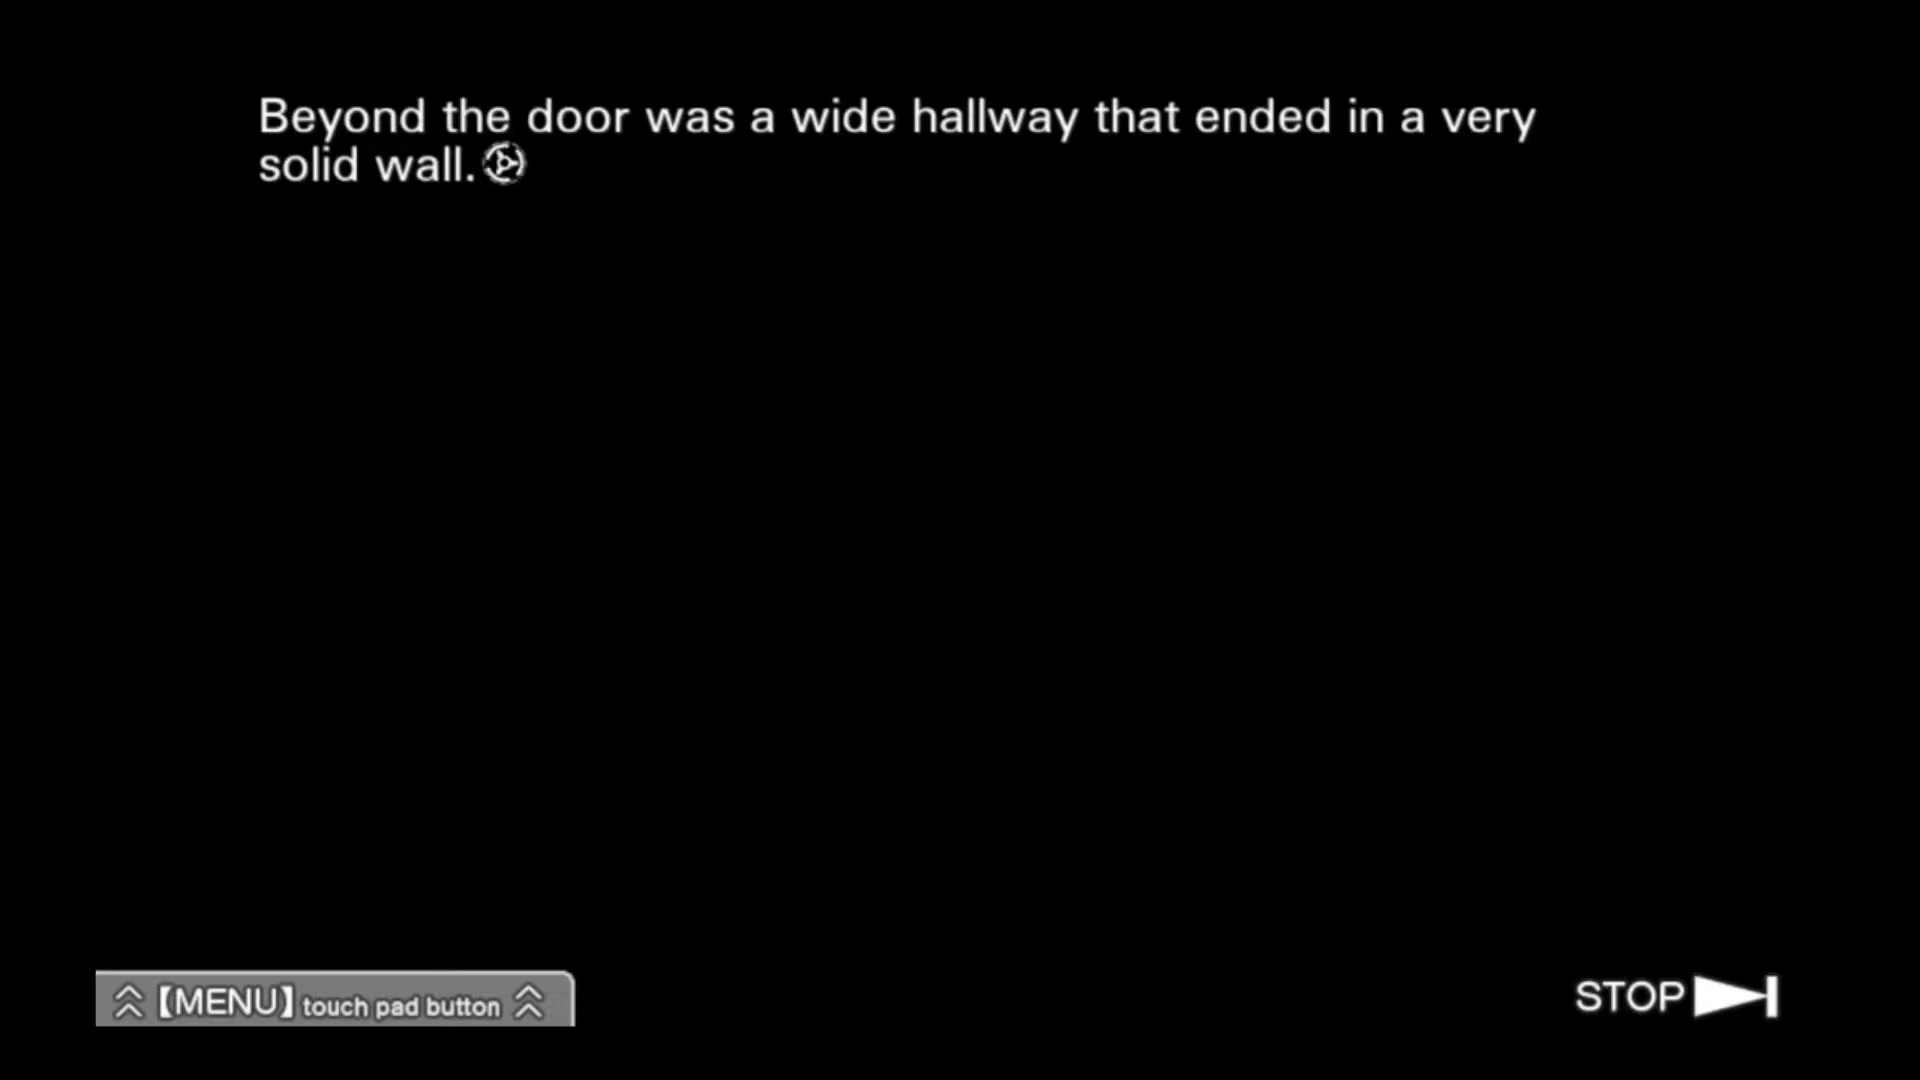 Beyond the door was a wide hallway that ended in a very
solid wall.
【MENU】touch pad button
STOP